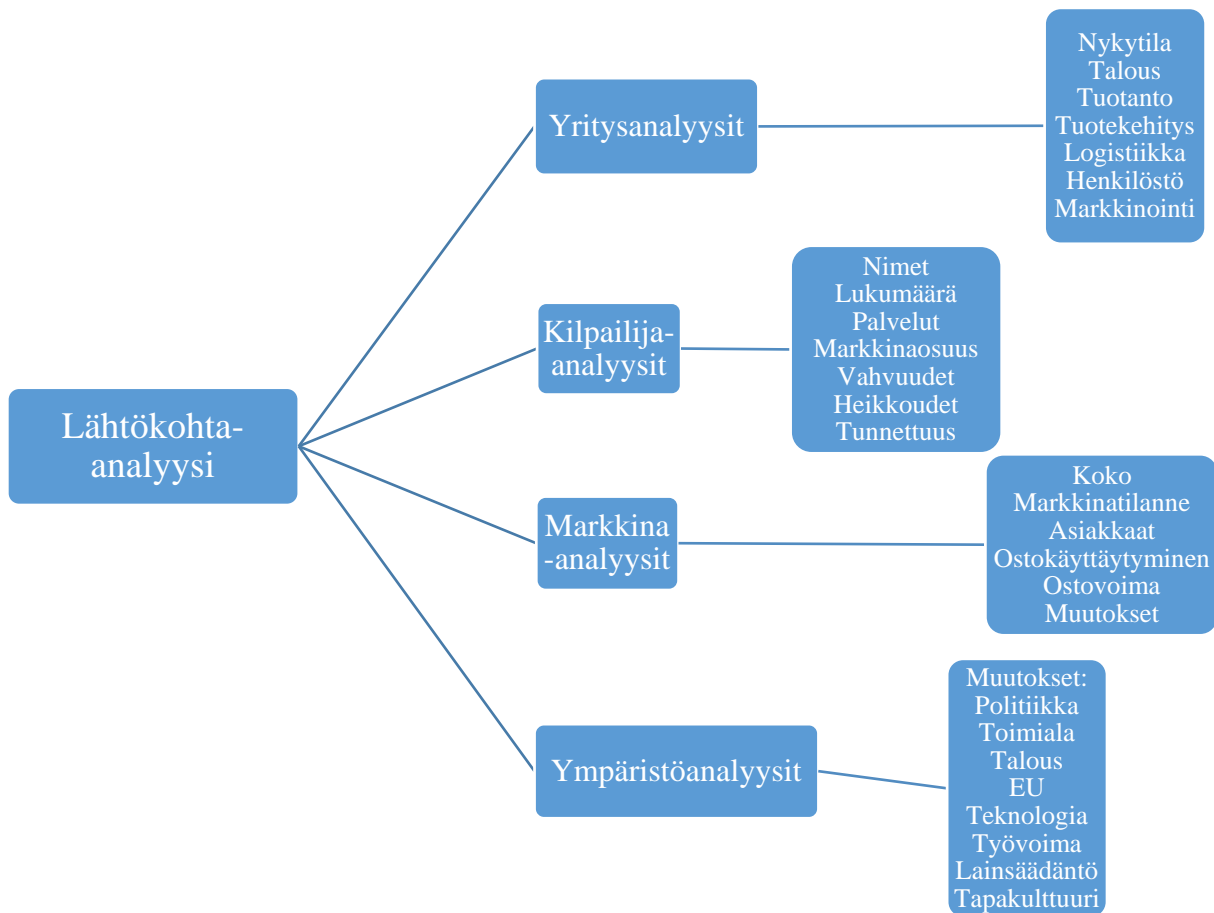 Lähtökohta-
analyysi
Yritysanalyysit
Nykytila
Talous
Tuotanto
Tuotekehitys
Logistiikka
Henkilöstö
Markkinointi
Kilpailija-
analyysit
Nimet
Lukumäärä
Palvelut
Markkinaosuus
Vahvuudet
Heikkoudet
Tunnettuus
Markkina
-analyysit
Koko
Markkinatilanne
Asiakkaat
Ostokäyttäytyminen
Ostovoima
Muutokset
Ympäristöanalyysit
Muutokset:
Politiikka
Toimiala
Talous
EU
Teknologia
Työvoima
Lainsäädäntö
Tapakulttuuri